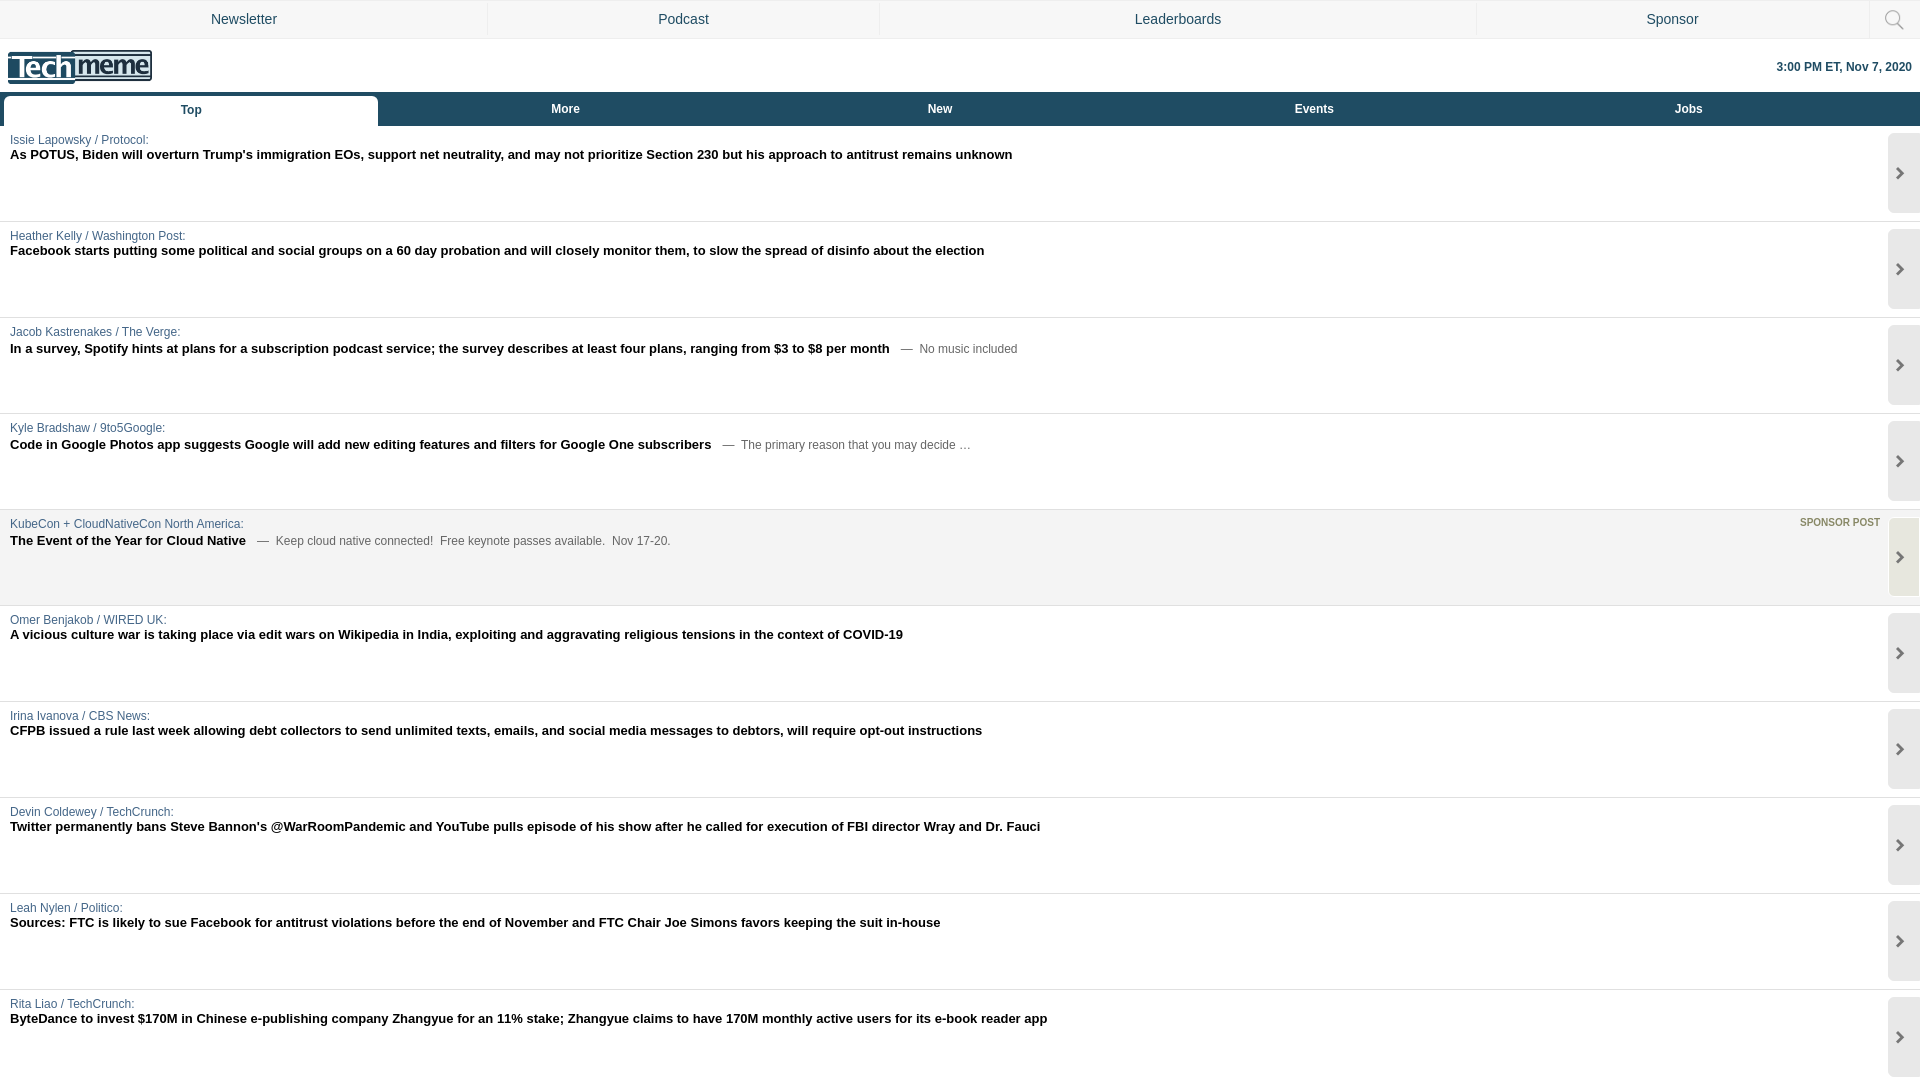 Newsletter Podcast Leaderboards Sponsor
Techmeme
3:00 PM ET, Nov 7, 2020
Top More New Events Jobs
Issie Lapowsky / Protocol:
As POTUS, Biden will overturn Trump's immigration EOs, support net neutrality, and may not prioritize Section 230 but his approach to antitrust remains unknown
Heather Kelly / Washington Post:
Facebook starts putting some political and social groups on a 60 day probation and will closely monitor them, to slow the spread of disinfo about the election
Jacob Kastrenakes / The Verge:
In a survey, Spotify hints at plans for a subscription podcast service; the survey describes at least four plans, ranging from $3 to $8 per month — No music included
Kyle Bradshaw / 9to5Google:
Code in Google Photos app suggests Google will add new editing features and filters for Google One subscribers — The primary reason that you may decide …
KubeCon + CloudNativeCon North America:
SPONSOR POST
The Event of the Year for Cloud Native — Keep cloud native connected! Free keynote passes available. Nov 17-20.
Omer Benjakob / WIRED UK:
A vicious culture war is taking place via edit wars on Wikipedia in India, exploiting and aggravating religious tensions in the context of COVID-19
Irina Ivanova / CBS News:
CFPB issued a rule last week allowing debt collectors to send unlimited texts, emails, and social media messages to debtors, will require opt-out instructions
Devin Coldewey / TechCrunch:
Twitter permanently bans Steve Bannon's @WarRoomPandemic and YouTube pulls episode of his show after he called for execution of FBI director Wray and Dr. Fauci
Leah Nylen / Politico:
Sources: FTC is likely to sue Facebook for antitrust violations before the end of November and FTC Chair Joe Simons favors keeping the suit in-house
Rita Liao / TechCrunch:
ByteDance to invest $170M in Chinese e-publishing company Zhangyue for an 11% stake; Zhangyue claims to have 170M monthly active users for its e-book reader app